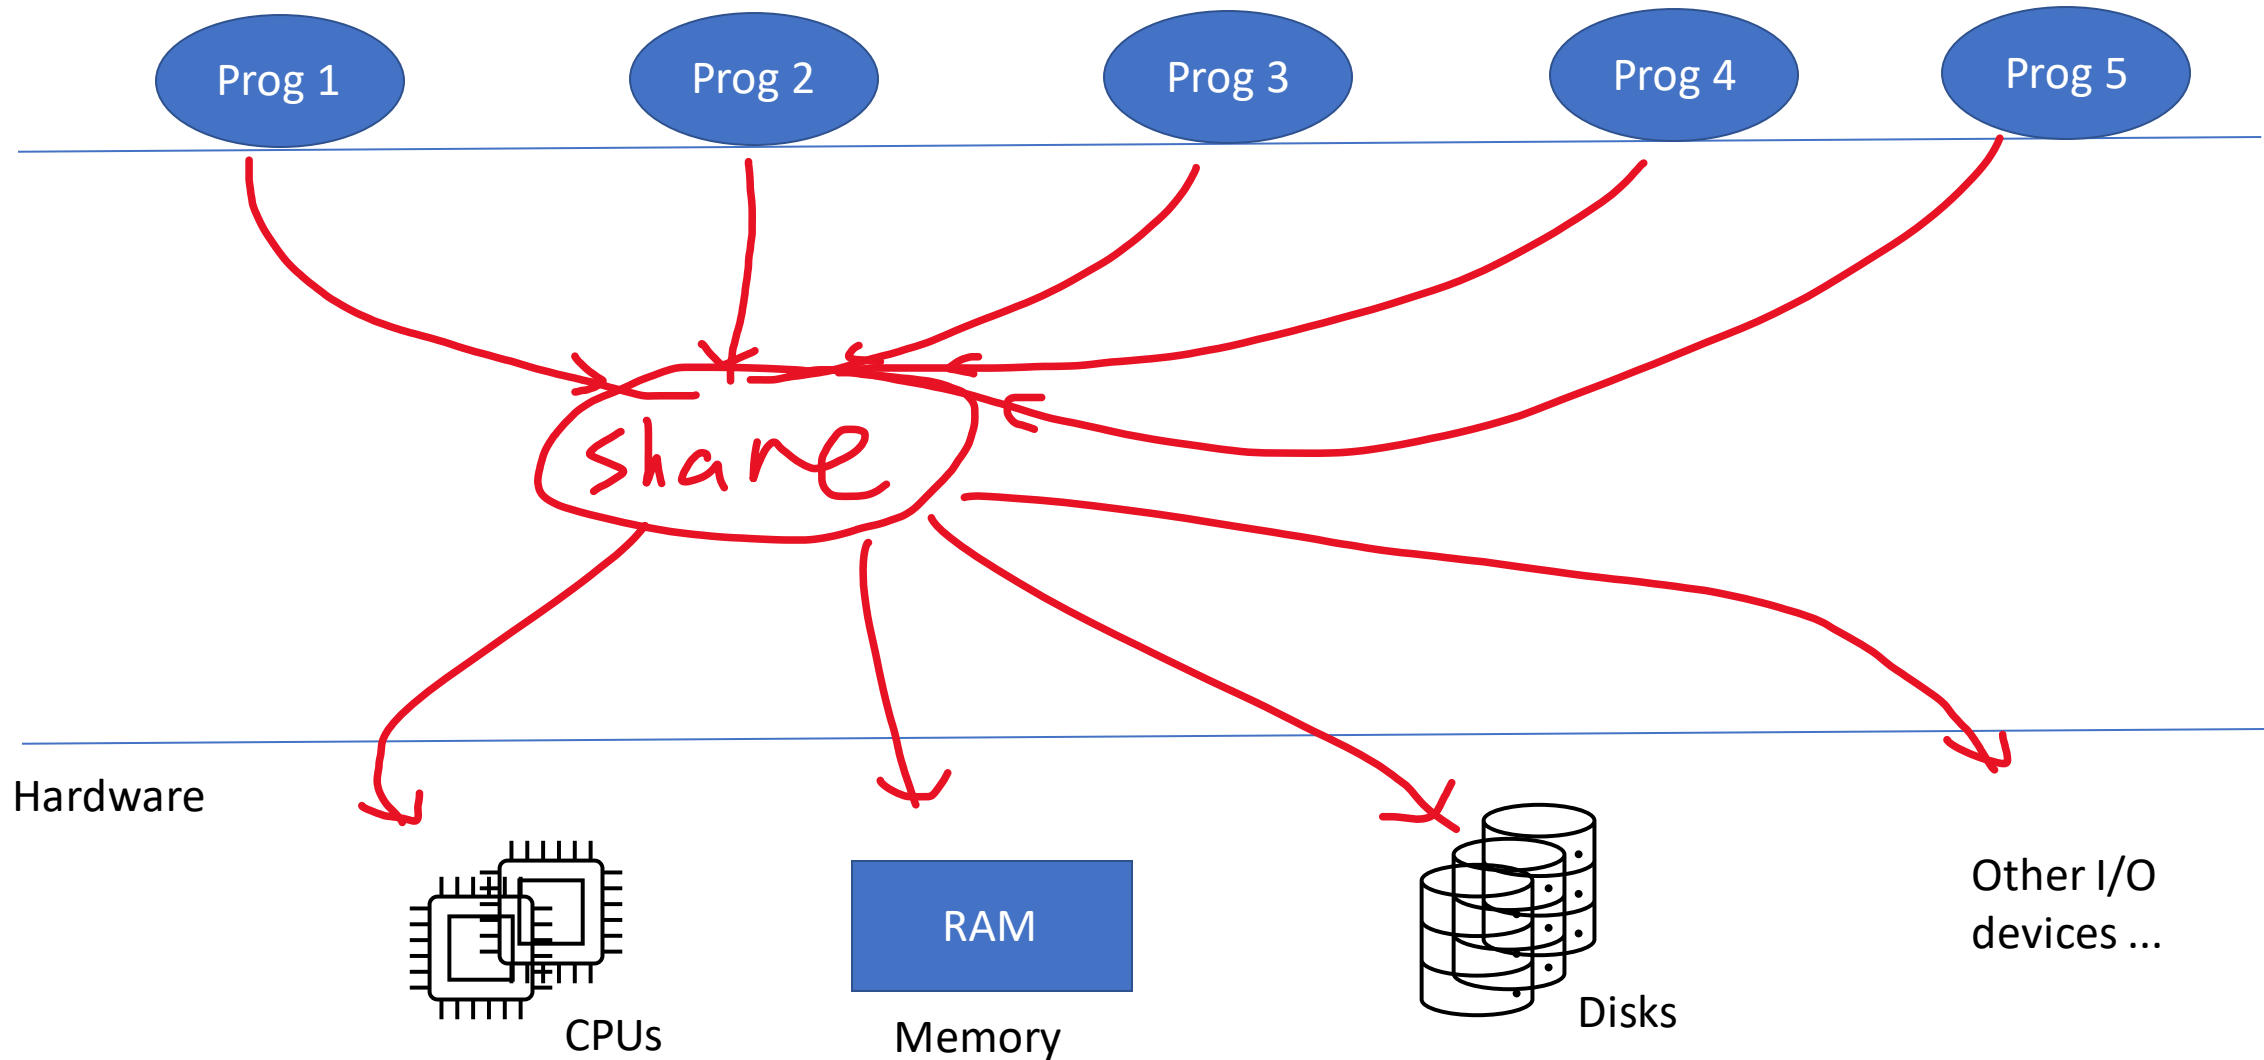 Prog 1
Prog 2
Prog 3
Prog 4
Prog 5
share
Hardware
CPUs
RAM
Memory
Disks
Other I/O
devices ...